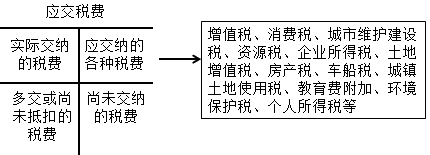 应交税费
实际交纳
的税费
应交纳的
各种税费
多交或尚
未抵扣的
税费
尚未交纳
的税费
增值税、消费税、城市维护建设
税、资源税、企业所得税、土地
增值税、房产税、车船税、城镇
土地使用税、教育费附加、环境
保护税、个人所得税等